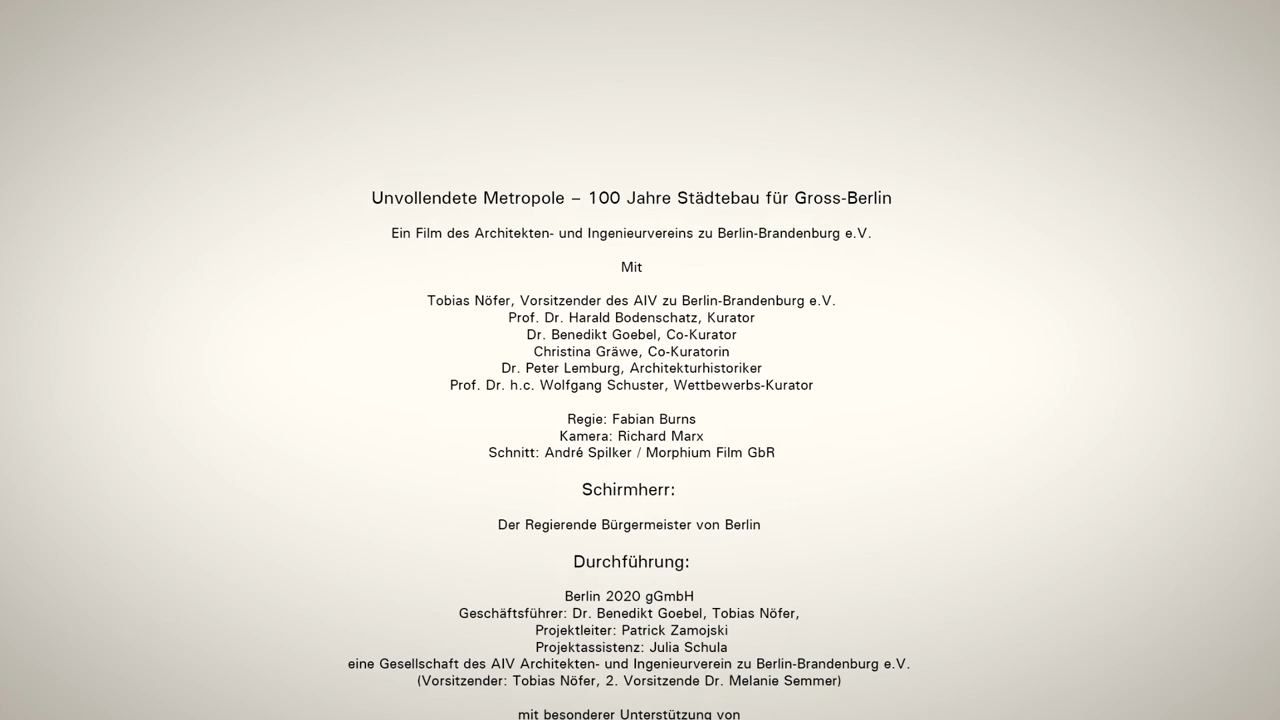 Unvollendete Metropole – 100 Jahre Städtebau für Gross-Berlin
Ein Film des Architekten- und Ingenieurvereins zu Berlin-Brandenburg e.V.
Mit
Tobias Nöfer, Vorsitzender des AIV zu Berlin-Brandenburg e.V.
Prof. Dr. Harald Bodenschatz, Kurator
Dr. Benedikt Goebel, Co-Kurator
Christina Gräwe, Co-Kuratorin
Dr. Peter Lemburg, Architekturhistoriker
Prof. Dr. h.c. Wolfgang Schuster, Wettbewerbs-Kurator
Regie: Fabian Burns
Kamera: Richard Marx
Schnitt: André Spilker / Morphium Film GbR
Schirmherr:
Der Regierende Bürgermeister von Berlin
Durchführung:
Berlin 2020 gGmbH
Geschäftsführer: Dr. Benedikt Goebel, Tobias Nöfer,
Projektleiter: Patrick Zamojski
Projektassistenz: Julia Schula
eine Gesellschaft des AIV Architekten- und Ingenieurverein zu Berlin-Brandenburg e.V.
(Vorsitzender: Tobias Nöfer, 2. Vorsitzende Dr. Melanie Semmer)
mit besonderer Unterstützung von